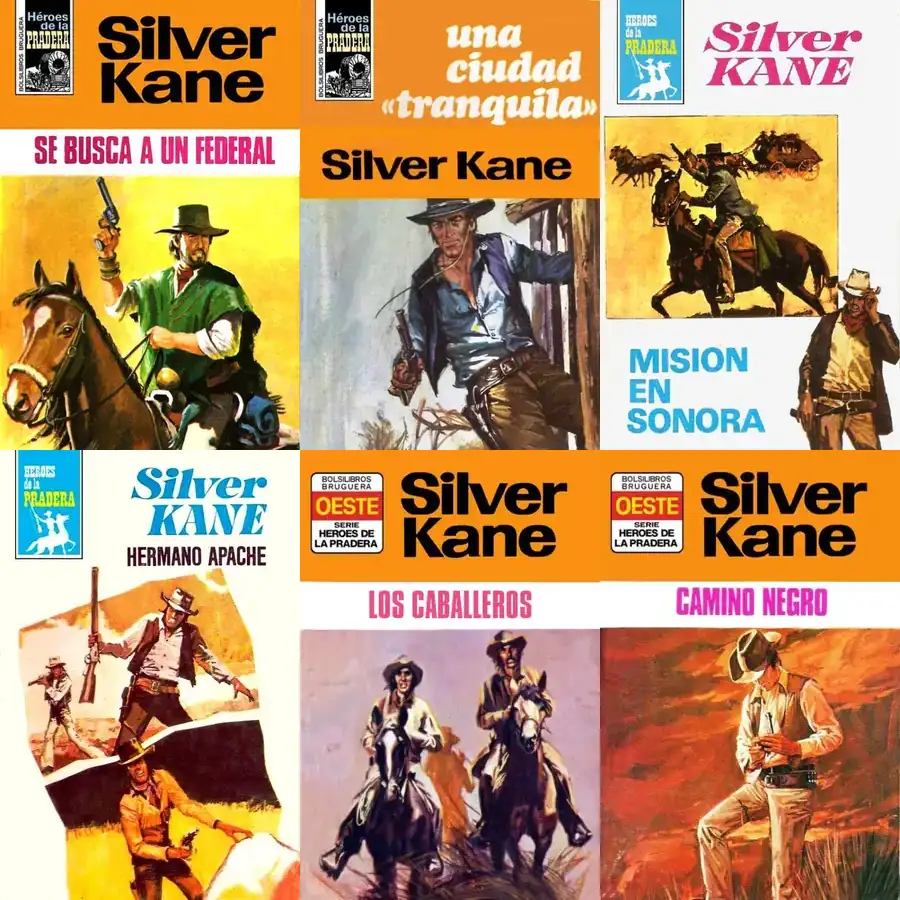 BOLSILIBROS BRUGUERA
Héroes
de la
PRADERA
Silver
Kane
SE BUSCA A UN FEDERAL
BOLSILIBROS BRUGUERA
Héroes
de la
PRADERA
una
ciudad
«tranquila»
Silver Kane
HEROES
de la
PRADERA
Silver
KANE
MISION
EN
SONORA
HEROES
de la
PRADERA
Silver
KANE
HERMANO APACHE
BOLSILIBROS
BRUGUERA
OESTE
SERIE
HEROES DE
LA PRADERA
Silver
Kane
LOS CABALLEROS
BOLSILIBROS
BRUGUERA
OESTE
SERIE
HEROES DE
LA PRADERA
Silver
Kane
CAMINO NEGRO